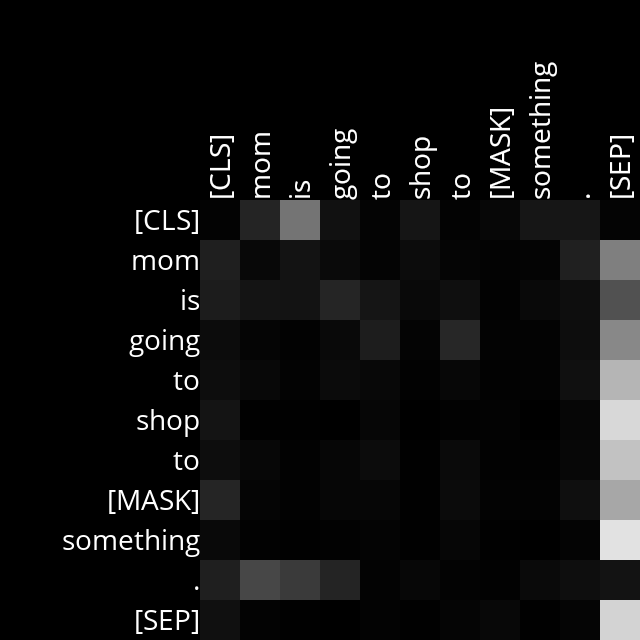 [CLS]
mom
is
going
to
shop
to
[MASK]
something
.
[SEP]
[CLS]
mom
is
going
to
shop
to
[MASK]
something
.
[SEP]